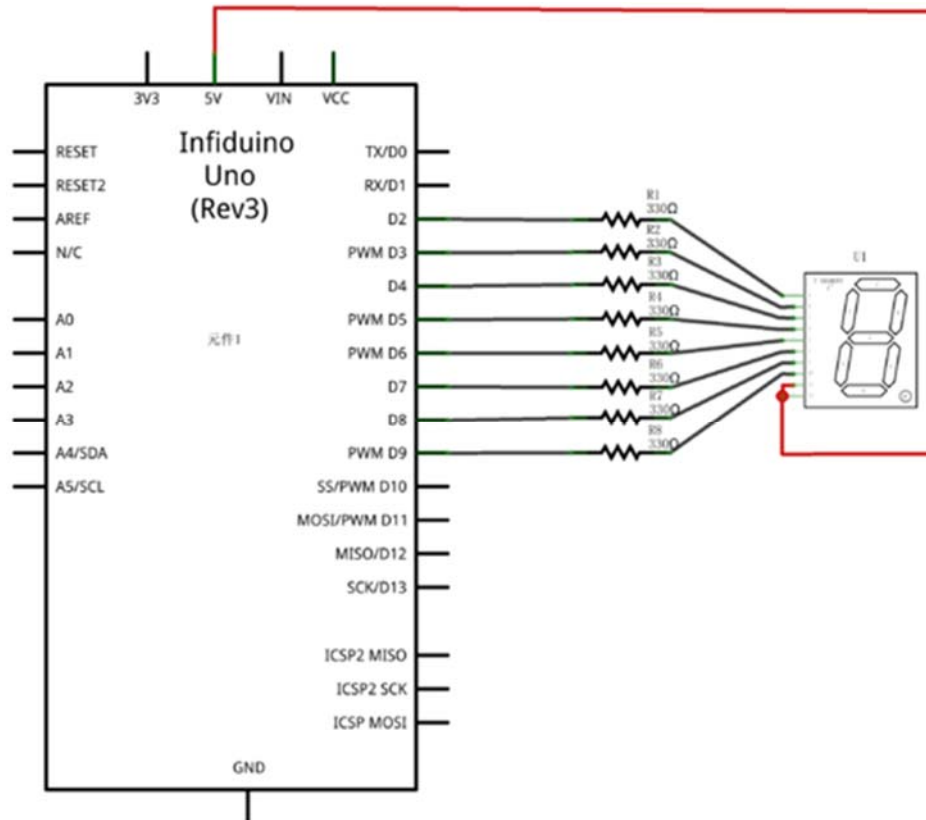 3V3
5V
VIN
VCC
Infiduino
Uno
(Rev3)
RESET
RESET2
AREF
N/C
A0
A1
A2
A3
A4/SDA
A5/SCL
元件1
TX/D0
RX/D1
D2
PWM D3
D4
PWM D5
PWM D6
D7
D8
PWM D9
SS/PWM D10
MOSI/PWM D11
MISO/D12
SCK/D13
ICSP2 MISO
ICSP2 SCK
ICSP MOSI
GND
R1
330Ω
R2
330Ω
R3
330Ω
R4
330Ω
R5
330Ω
R6
330Ω
R7
330Ω
R8
330Ω
U1